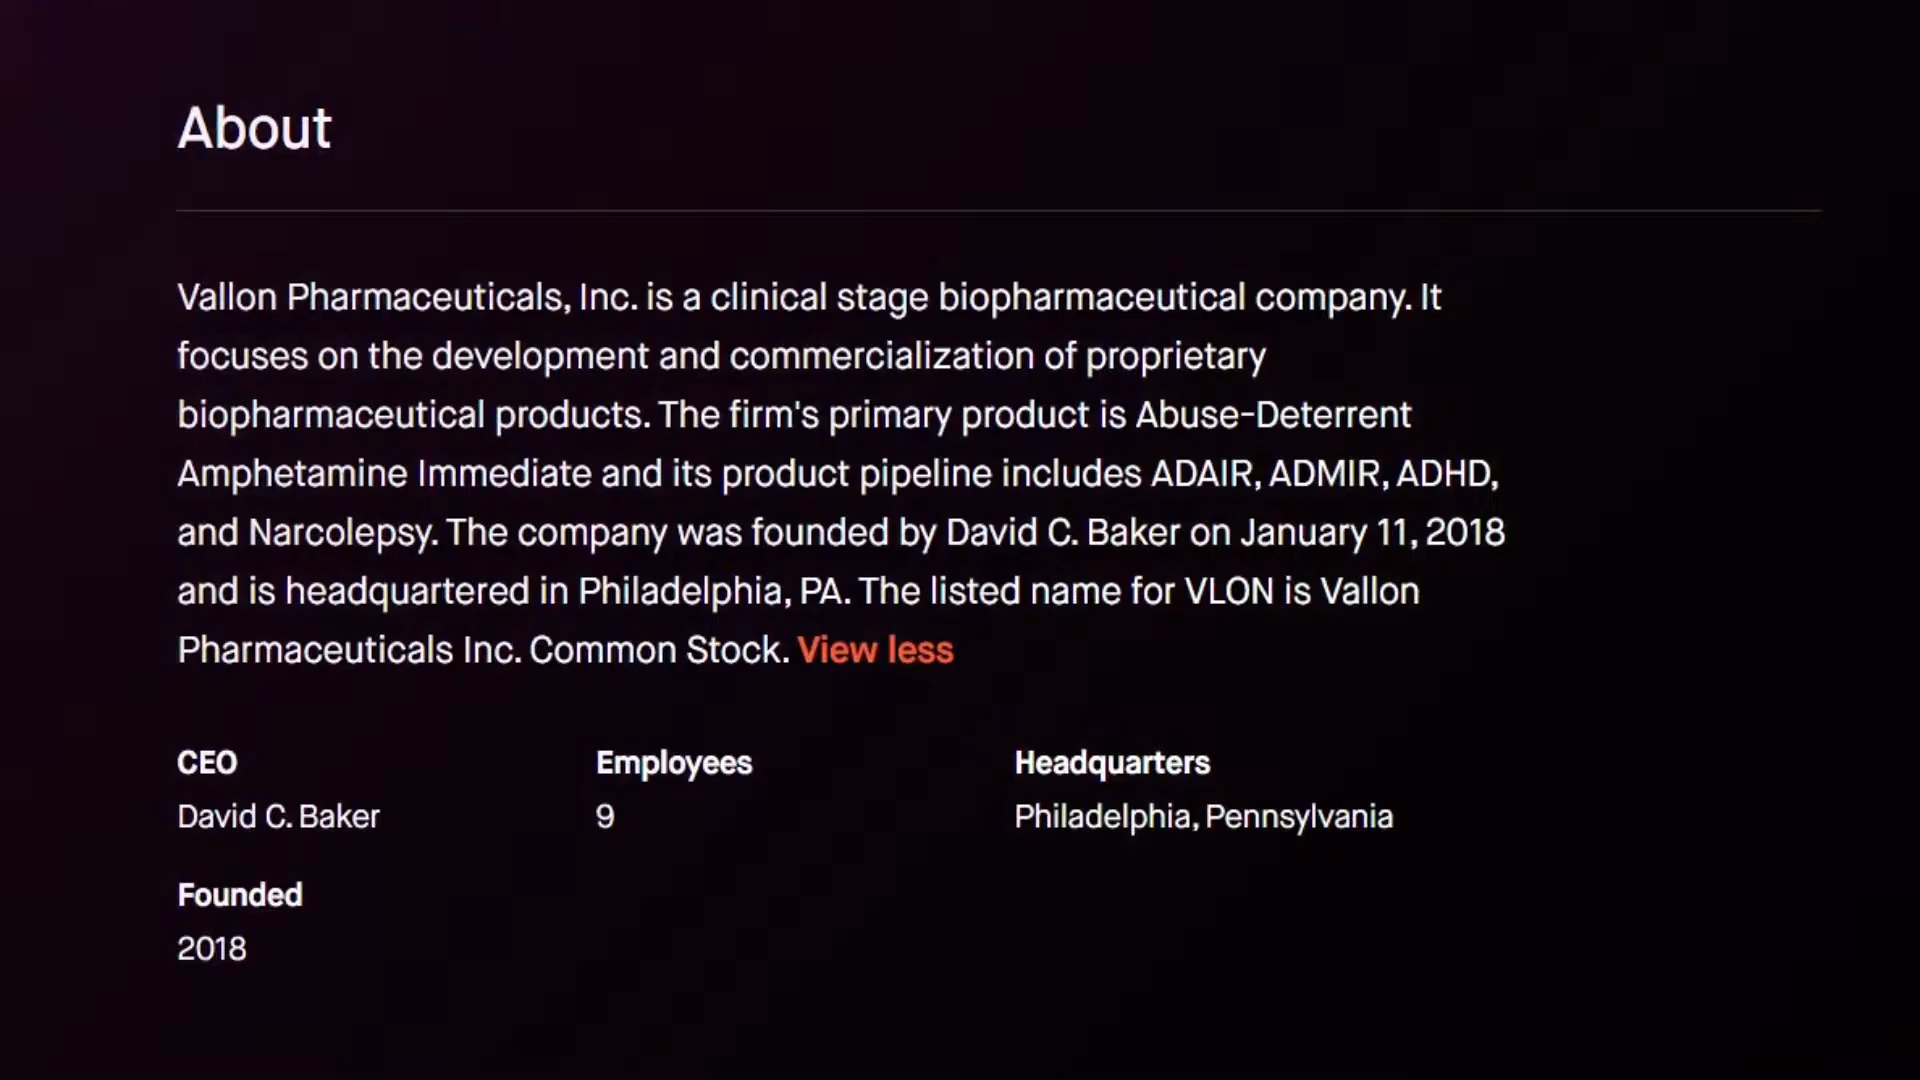 About
Vallon Pharmaceuticals, Inc. is a clinical stage biopharmaceutical company. It
focuses on the development and commercialization of proprietary
biopharmaceutical products. The firm's primary product is Abuse-Deterrent
Amphetamine Immediate and its product pipeline includes ADAIR, ADMIR, ADHD,
and Narcolepsy. The company was founded by David C. Baker on January 11, 2018
and is headquartered in Philadelphia, PA. The listed name for VLON is Vallon
Pharmaceuticals Inc. Common Stock. View less
CEO Employees Headquarters
David C. Baker 9 Philadelphia, Pennsylvania
Founded
2018